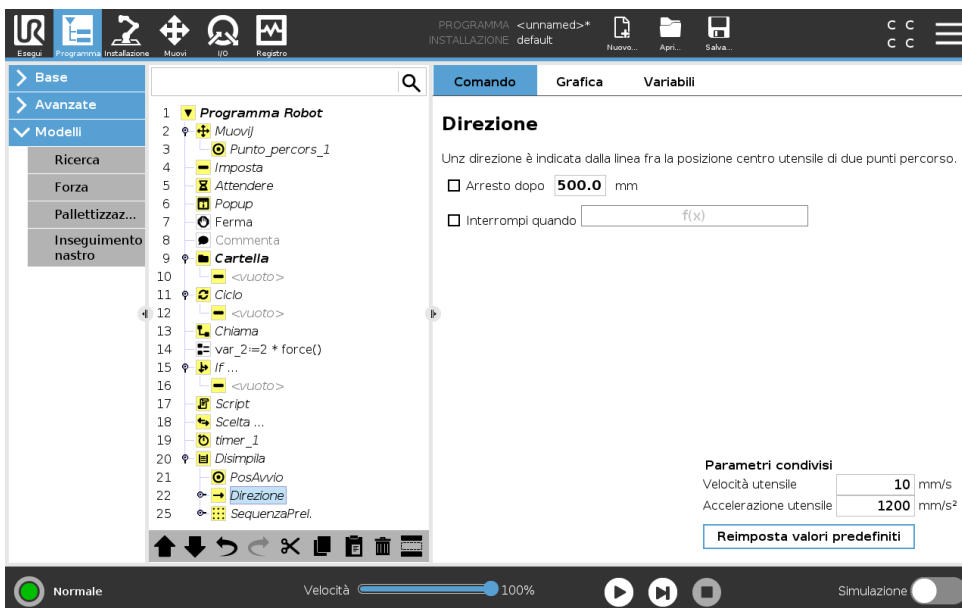 PROGRAMMA <unnamed>*
INSTALLAZIONE default
Esegui
Programma
Installazione
Muovi
I/O
Registro
Nuovo...
Apri...
Salva...
C C
C C
Base
Avanzate
Modelli
Ricerca
Forza
Pallettizzaz...
Inseguimento
nastro
1 Programma Robot
2 MuoviJ
3 Punto_percors_1
4 Imposta
5 Attendere
6 Popup
7 Ferma
8 Commenta
9 Cartella
10 <vuoto>
11 Ciclo
12 <vuoto>
13 Chiama
14 var_2:=2 * force()
15 If ...
16 <vuoto>
17 Script
18 Scelta ...
19 timer_1
20 Disimpila
21 PosAvvio
22 Direzione
25 SequenzaPrel.
Comando
Grafica
Variabili
Direzione
Unz direzione è indicata dalla linea fra la posizione centro utensile di due punti percorso.
Arresto dopo 500.0 mm
Interrompi quando f(x)
Parametri condivisi
Velocità utensile 10 mm/s
Accelerazione utensile 1200 mm/s²
Reimposta valori predefiniti
Normale
Velocità 100%
Simulazione